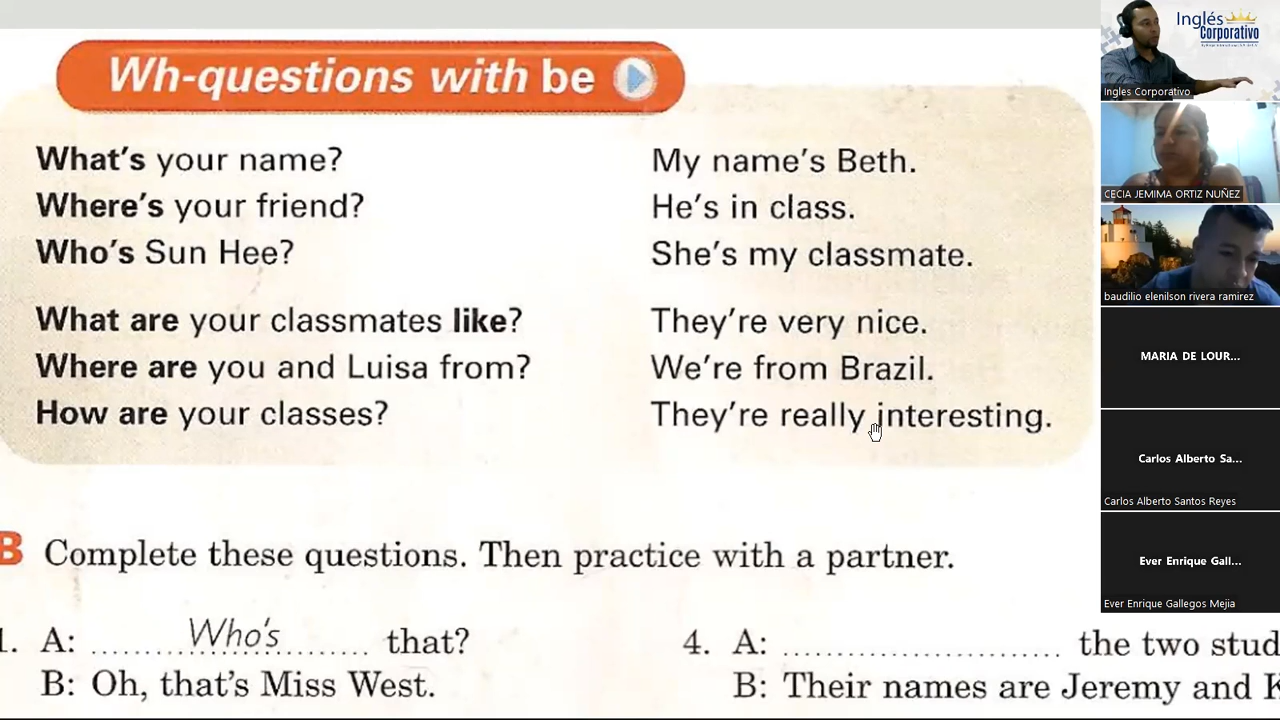 Wh-questions with be
What's your name?
My name's Beth.
Where's your friend?
He's in class.
Who's Sun Hee?
She's my classmate.
What are your classmates like?
They're very nice.
Where are you and Luisa from?
We're from Brazil.
How are your classes?
They're really interesting.
B Complete these questions. Then practice with a partner.
1. A: .......... Who's .......... that?
B: Oh, that's Miss West.
4. A: .......... the two stud
B: Their names are Jeremy and K
Inglés
Corporativo
Ingles Corporativo
CECIA JEMIMA ORTIZ NUÑEZ
baudilio elenilson rivera ramirez
MARIA DE LOUR...
Carlos Alberto Sa...
Carlos Alberto Santos Reyes
Ever Enrique Gall...
Ever Enrique Gallegos Mejia